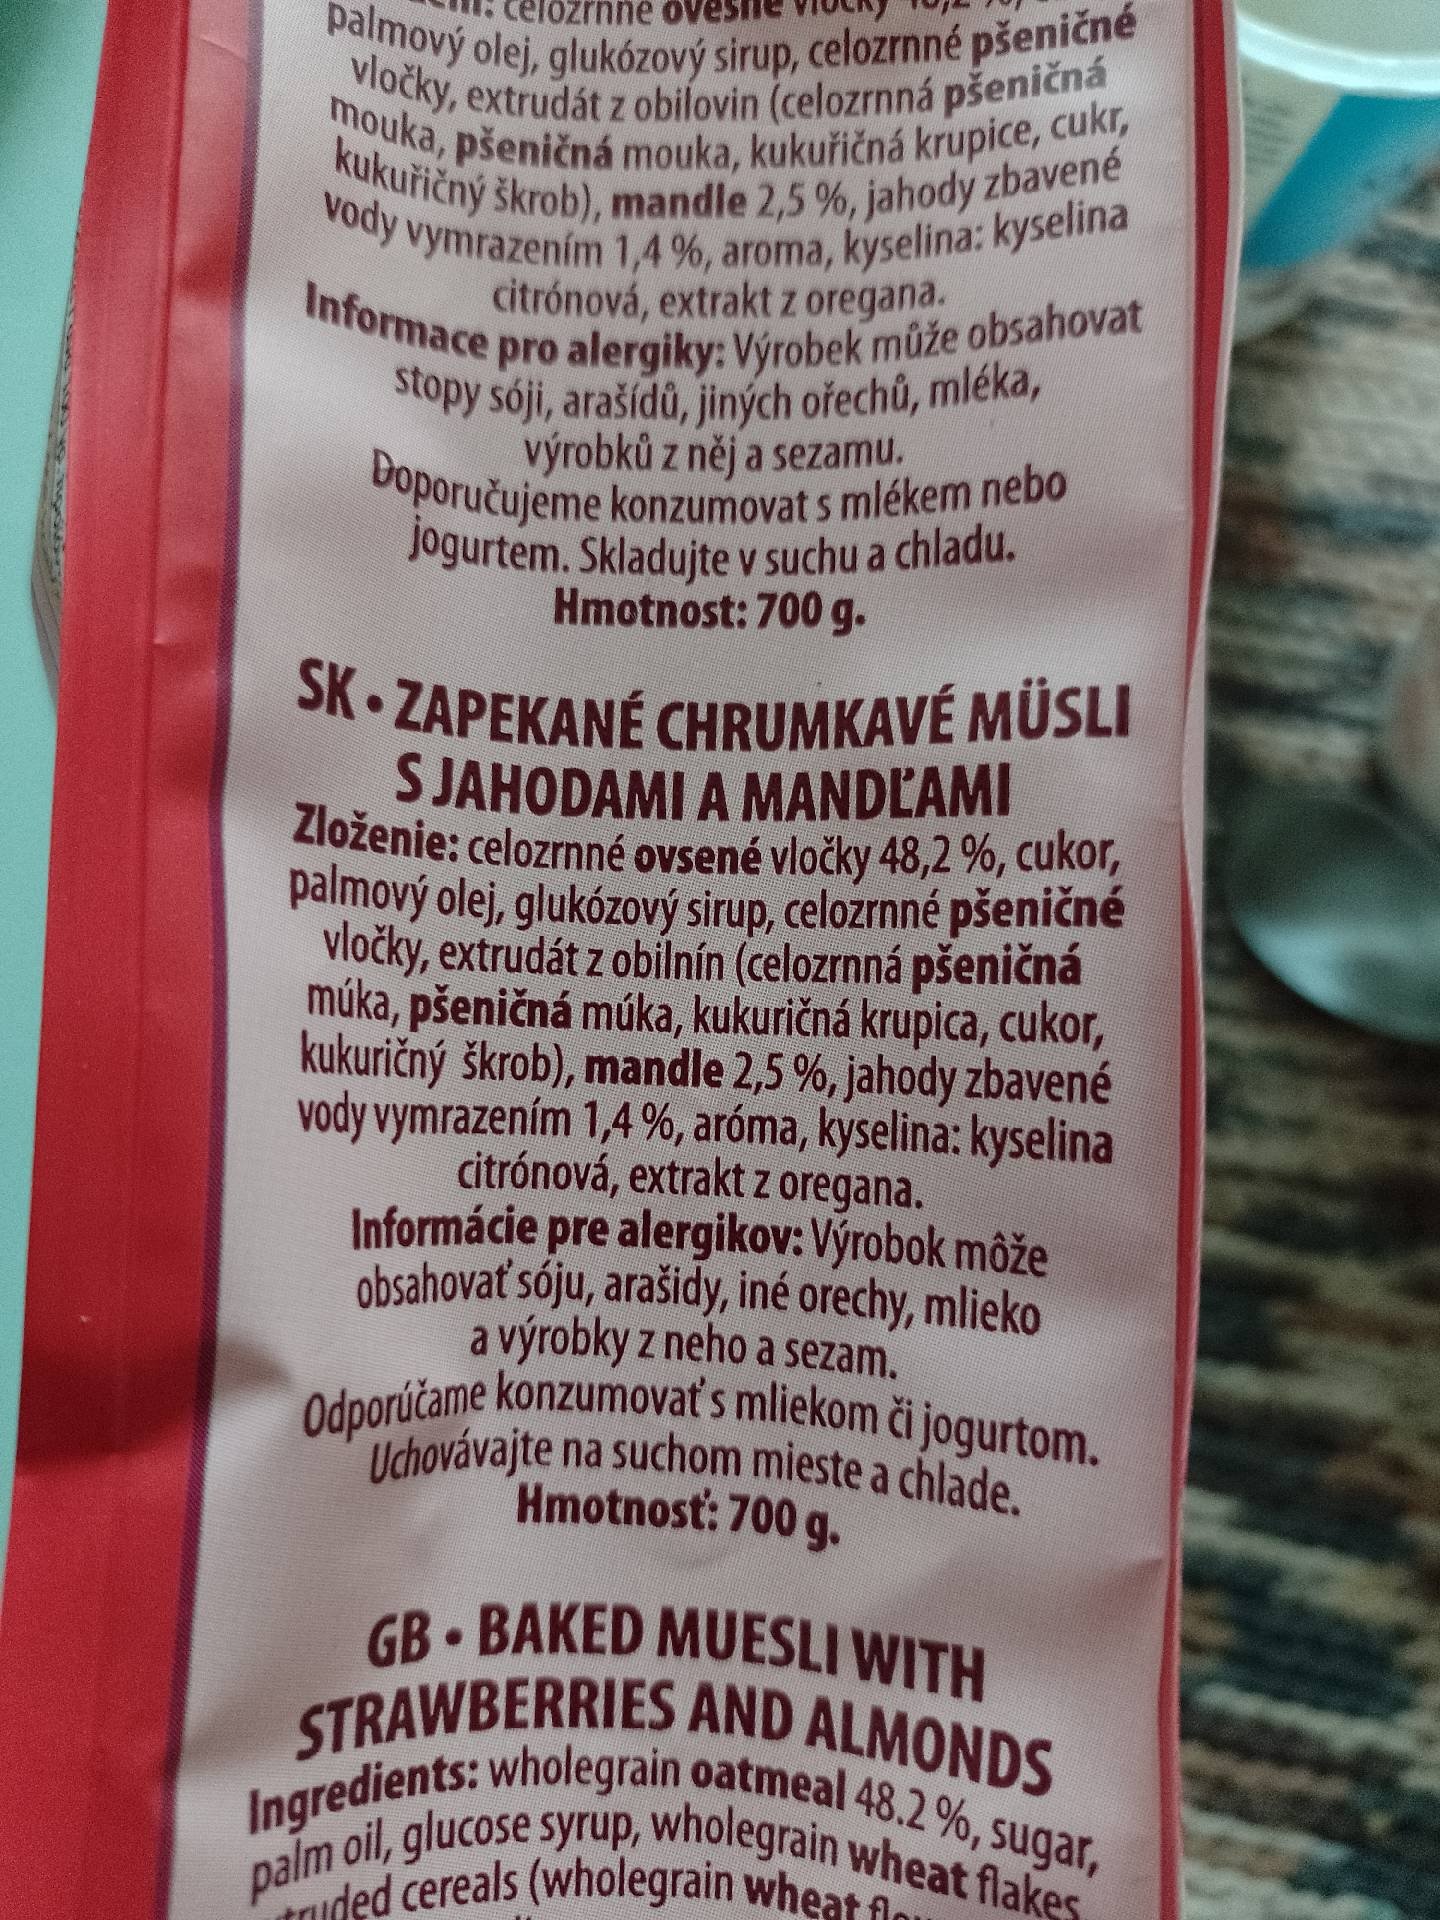 celozrnné ovesné vločky
palmový olej, glukózový sirup, celozrnné pšeničné
vločky, extrudát z obilovin (celozrnná pšeničná
mouka, pšeničná mouka, kukuřičná krupice, cukr,
kukuřičný škrob), mandle 2,5 %, jahody zbavené
vody vymrazením 1,4 %, aroma, kyselina: kyselina
citrónová, extrakt z oregana.
Informace pro alergiky: Výrobek může obsahovat
stopy sóji, arašídů, jiných ořechů, mléka,
výrobků z něj a sezamu.
Doporučujeme konzumovat s mlékem nebo
jogurtem. Skladujte v suchu a chladu.
Hmotnost: 700 g.
SK • ZAPEKANÉ CHRUMKAVÉ MÜSLI
S JAHODAMI A MANDĽAMI
Zloženie: celozrnné ovsené vločky 48,2 %, cukor,
palmový olej, glukózový sirup, celozrnné pšeničné
vločky, extrudát z obilnín (celozrnná pšeničná
múka, pšeničná múka, kukuričná krupica, cukor,
kukuričný škrob), mandle 2,5 %, jahody zbavené
vody vymrazením 1,4 %, aróma, kyselina: kyselina
citrónová, extrakt z oregana.
Informácie pre alergikov: Výrobok môže
obsahovať sóju, arašidy, iné orechy, mlieko
a výrobky z neho a sezam.
Odporúčame konzumovať s mliekom či jogurtom.
Uchovávajte na suchom mieste a chlade.
Hmotnosť: 700 g.
GB • BAKED MUESLI WITH
STRAWBERRIES AND ALMONDS
Ingredients: wholegrain oatmeal 48.2 %, sugar,
palm oil, glucose syrup, wholegrain wheat flakes
cereals (wholegrain wheat